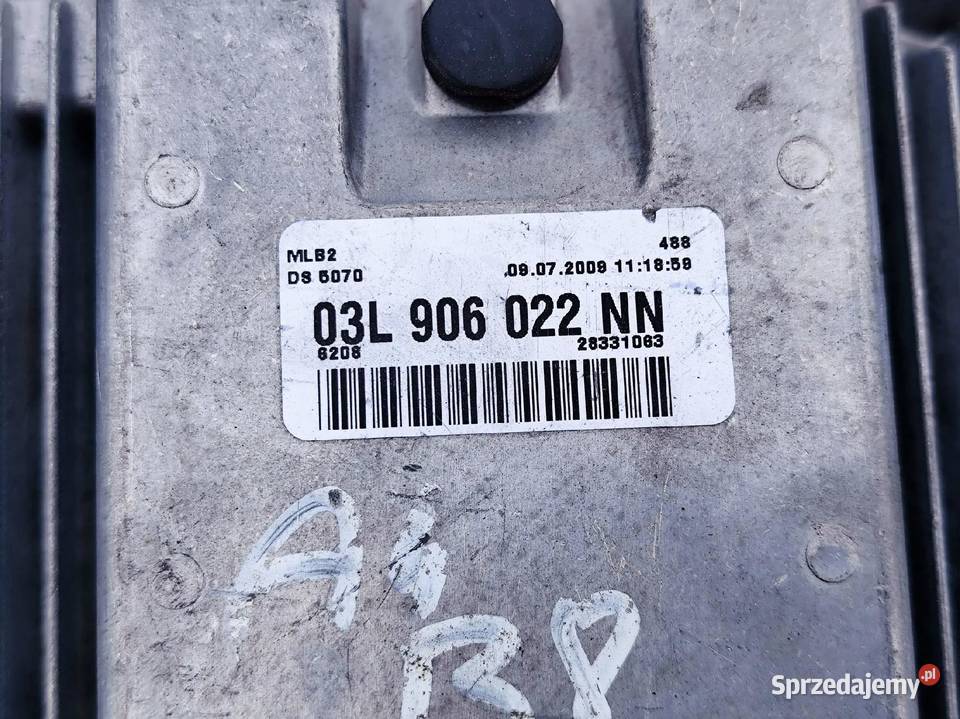 MLB2 488
DS 5070 09.07.2009 11:18:59
03L 906 022 NN
6208 28331063
A4
B8
Sprzedajemy.pl